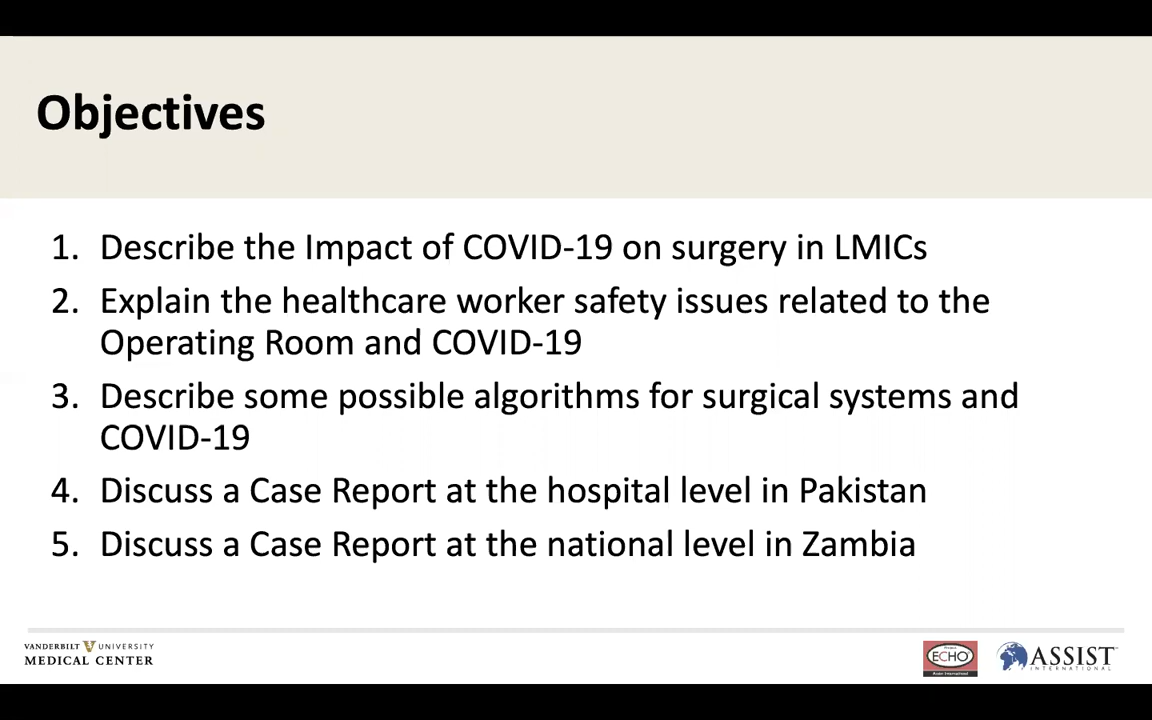 Objectives
1. Describe the Impact of COVID-19 on surgery in LMICs
2. Explain the healthcare worker safety issues related to the
Operating Room and COVID-19
3. Describe some possible algorithms for surgical systems and
COVID-19
4. Discuss a Case Report at the hospital level in Pakistan
5. Discuss a Case Report at the national level in Zambia
VANDERBILT UNIVERSITY
MEDICAL CENTER
ECHO
Assist International
ASSIST
INTERNATIONAL